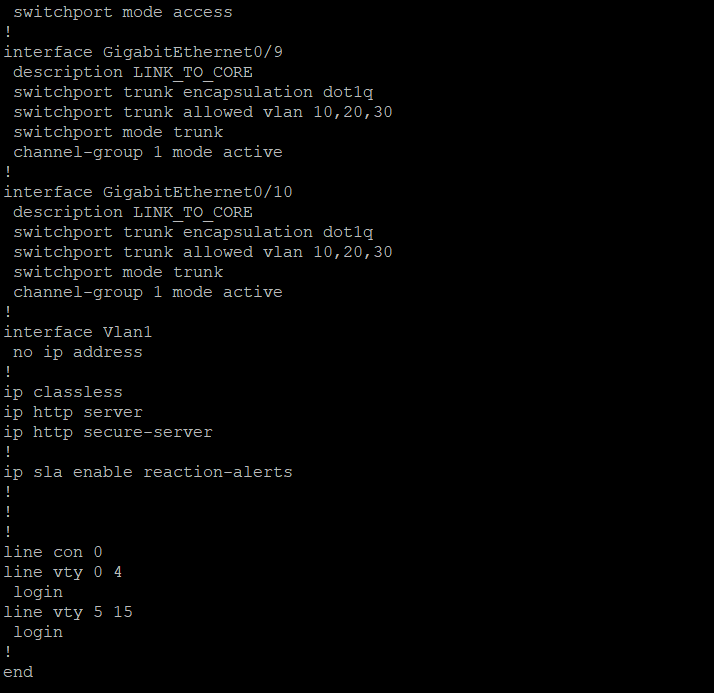 switchport mode access
!
interface GigabitEthernet0/9
description LINK_TO_CORE
switchport trunk encapsulation dot1q
switchport trunk allowed vlan 10,20,30
switchport mode trunk
channel-group 1 mode active
!
interface GigabitEthernet0/10
description LINK_TO_CORE
switchport trunk encapsulation dot1q
switchport trunk allowed vlan 10,20,30
switchport mode trunk
channel-group 1 mode active
!
interface Vlan1
no ip address
!
ip classless
ip http server
ip http secure-server
!
ip sla enable reaction-alerts
!
!
!
line con 0
line vty 0 4
login
line vty 5 15
login
!
end